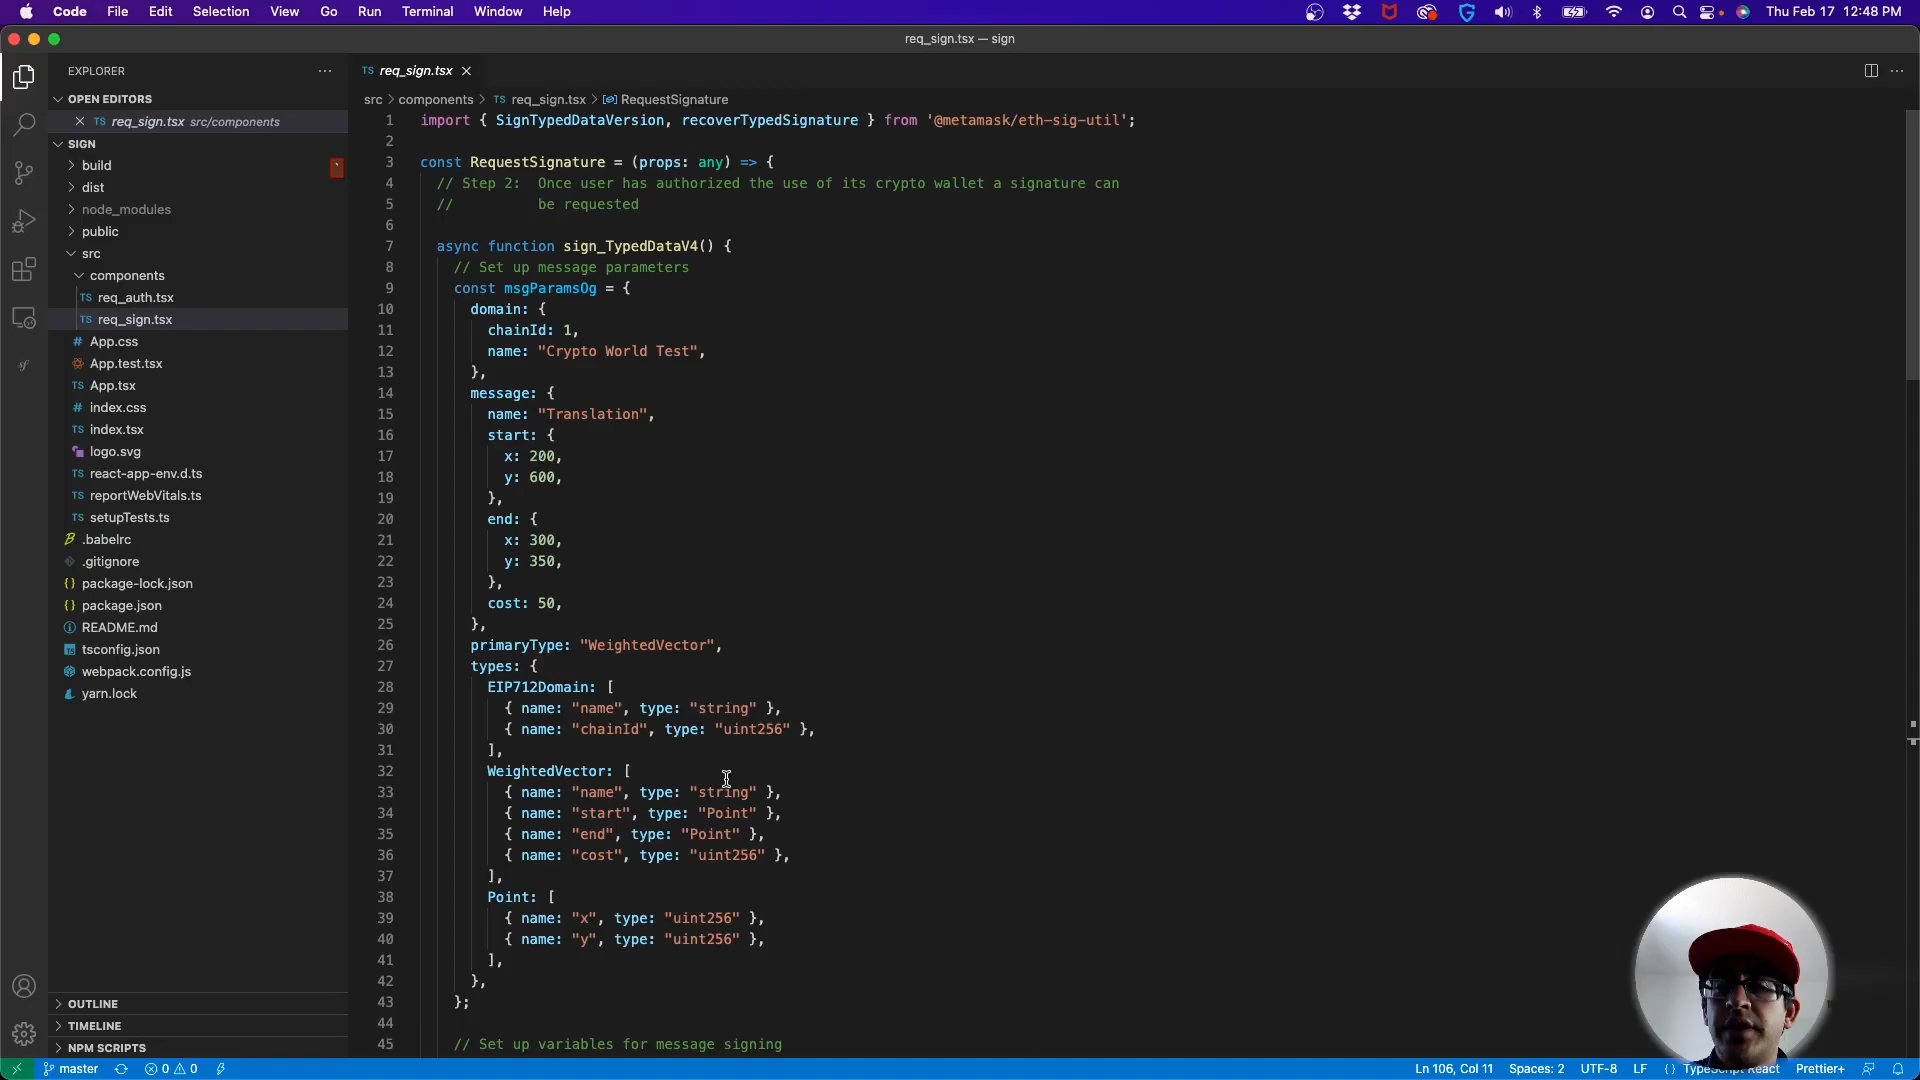 Code File Edit Selection View Go Run Terminal Window Help Thu Feb 17 12:48 PM
req_sign.tsx — sign
EXPLORER
OPEN EDITORS
TS req_sign.tsx src/components
SIGN
build
dist
node_modules
public
src
components
TS req_auth.tsx
TS req_sign.tsx
# App.css
App.test.tsx
TS App.tsx
# index.css
TS index.tsx
logo.svg
TS react-app-env.d.ts
TS reportWebVitals.ts
TS setupTests.ts
.babelrc
.gitignore
{} package-lock.json
{} package.json
README.md
tsconfig.json
webpack.config.js
yarn.lock
OUTLINE
TIMELINE
NPM SCRIPTS
TS req_sign.tsx
src > components > TS req_sign.tsx > RequestSignature
1 import { SignTypedDataVersion, recoverTypedSignature } from '@metamask/eth-sig-util';
2
3 const RequestSignature = (props: any) => {
4 // Step 2: Once user has authorized the use of its crypto wallet a signature can
5 // be requested
6
7 async function sign_TypedDataV4() {
8 // Set up message parameters
9 const msgParamsOg = {
10 domain: {
11 chainId: 1,
12 name: "Crypto World Test",
13 },
14 message: {
15 name: "Translation",
16 start: {
17 x: 200,
18 y: 600,
19 },
20 end: {
21 x: 300,
22 y: 350,
23 },
24 cost: 50,
25 },
26 primaryType: "WeightedVector",
27 types: {
28 EIP712Domain: [
29 { name: "name", type: "string" },
30 { name: "chainId", type: "uint256" },
31 ],
32 WeightedVector: [
33 { name: "name", type: "string" },
34 { name: "start", type: "Point" },
35 { name: "end", type: "Point" },
36 { name: "cost", type: "uint256" },
37 ],
38 Point: [
39 { name: "x", type: "uint256" },
40 { name: "y", type: "uint256" },
41 ],
42 },
43 };
44
45 // Set up variables for message signing
master 0 0 Ln 106, Col 11 Spaces: 2 UTF-8 LF {} TypeScript React Prettier+